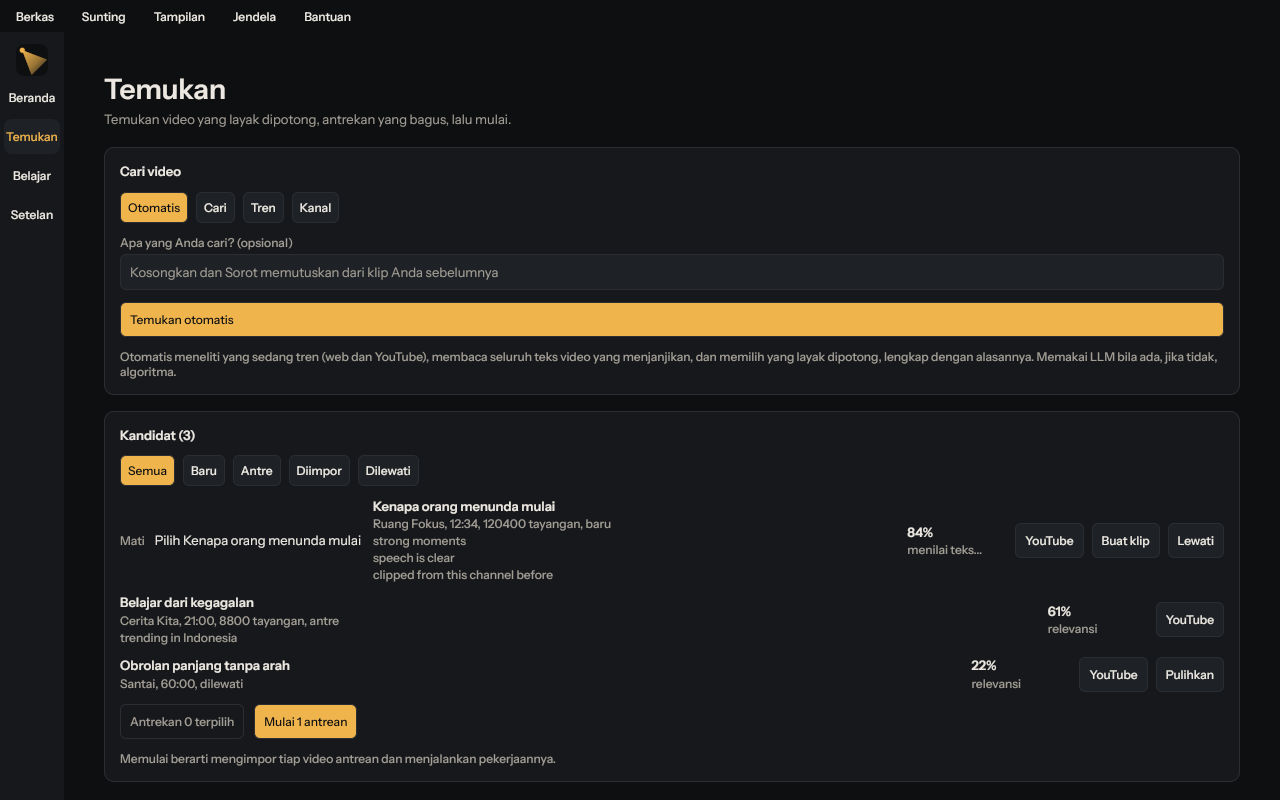 Berkas Sunting Tampilan Jendela Bantuan
Beranda
Temukan
Belajar
Setelan
Temukan
Temukan video yang layak dipotong, antrekan yang bagus, lalu mulai.
Cari video
Otomatis Cari Tren Kanal
Apa yang Anda cari? (opsional)
Kosongkan dan Sorot memutuskan dari klip Anda sebelumnya
Temukan otomatis
Otomatis meneliti yang sedang tren (web dan YouTube), membaca seluruh teks video yang menjanjikan, dan memilih yang layak dipotong, lengkap dengan alasannya. Memakai LLM bila ada, jika tidak,
algoritma.
Kandidat (3)
Semua Baru Antre Diimpor Dilewati
Mati Pilih Kenapa orang menunda mulai
Kenapa orang menunda mulai
Ruang Fokus, 12:34, 120400 tayangan, baru
strong moments
speech is clear
clipped from this channel before
84%
menilai teks...
YouTube Buat klip Lewati
Belajar dari kegagalan
Cerita Kita, 21:00, 8800 tayangan, antre
trending in Indonesia
61%
relevansi
YouTube
Obrolan panjang tanpa arah
Santai, 60:00, dilewati
22%
relevansi
YouTube Pulihkan
Antrekan 0 terpilih Mulai 1 antrean
Memulai berarti mengimpor tiap video antrean dan menjalankan pekerjaannya.